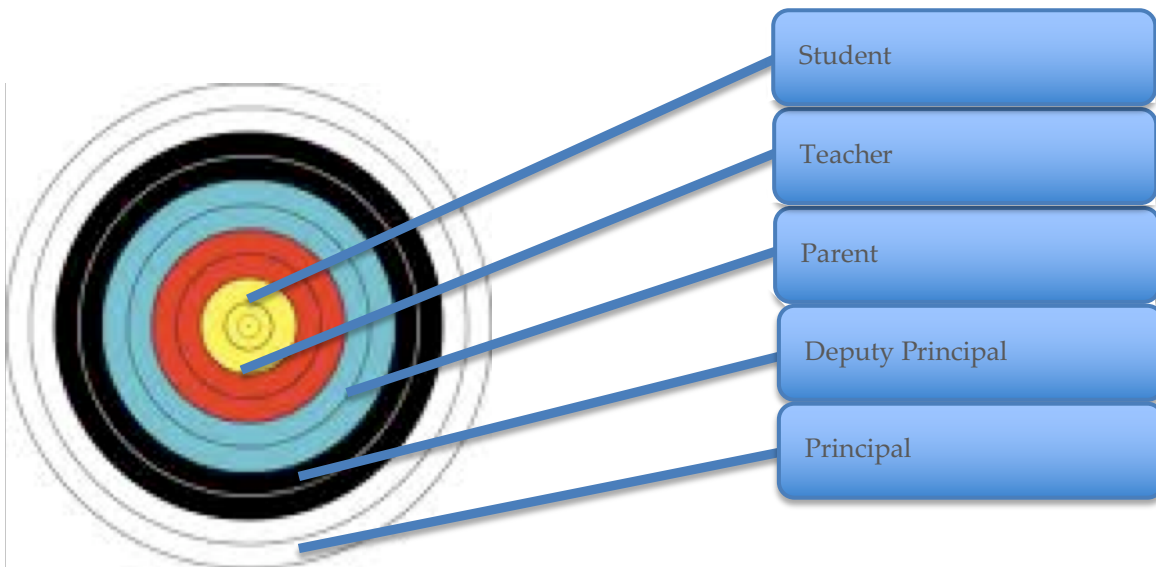 Student
Teacher
Parent
Deputy Principal
Principal